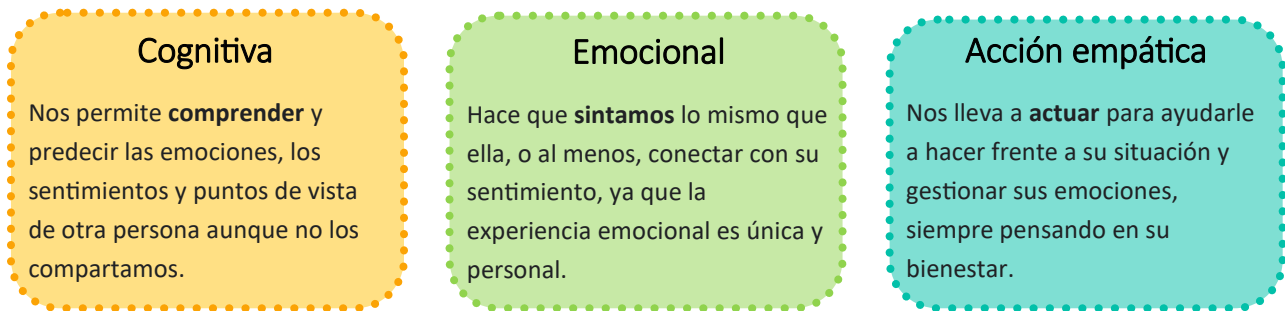 Cognitiva
Nos permite comprender y
predecir las emociones, los
sentimientos y puntos de vista
de otra persona aunque no los
compartamos.
Emocional
Hace que sintamos lo mismo que
ella, o al menos, conectar con su
sentimiento, ya que la
experiencia emocional es única y
personal.
Acción empática
Nos lleva a actuar para ayudarle
a hacer frente a su situación y
gestionar sus emociones,
siempre pensando en su
bienestar.